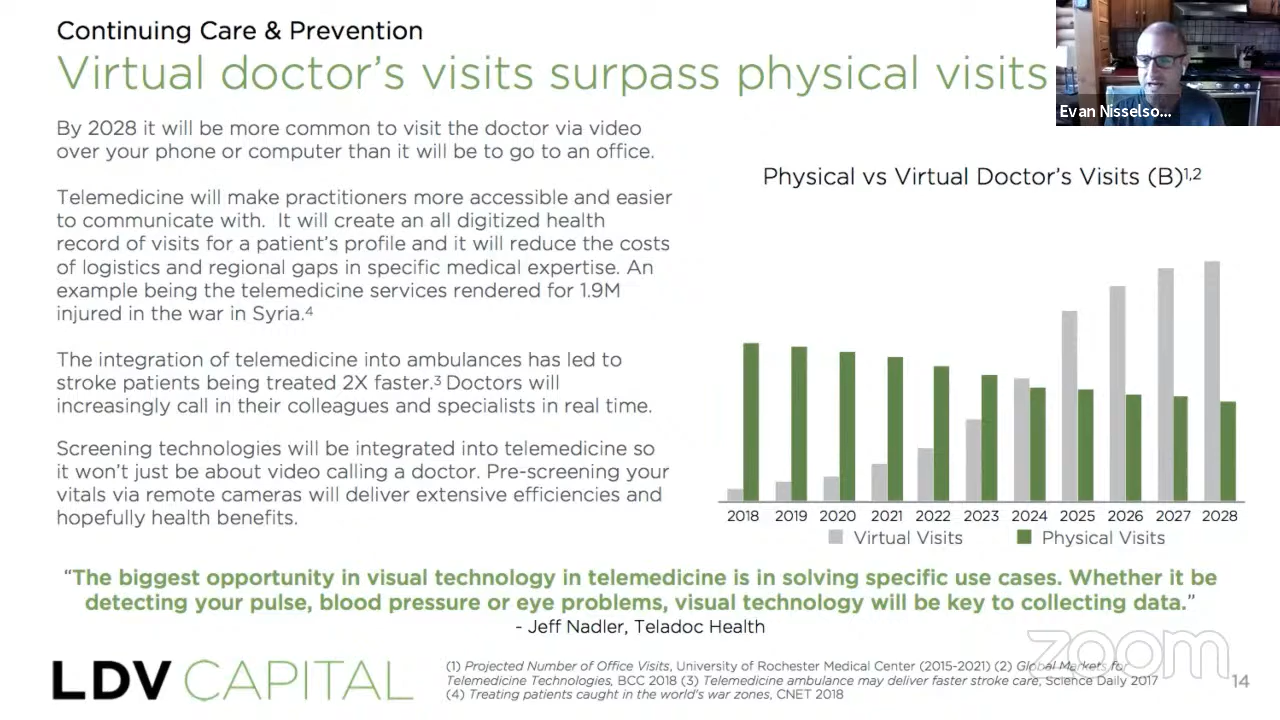 Continuing Care & Prevention
Virtual doctor's visits surpass physical visits
Evan Nisselso...
By 2028 it will be more common to visit the doctor via video
over your phone or computer than it will be to go to an office.
Telemedicine will make practitioners more accessible and easier
to communicate with.  It will create an all digitized health
record of visits for a patient's profile and it will reduce the costs
of logistics and regional gaps in specific medical expertise. An
example being the telemedicine services rendered for 1.9M
injured in the war in Syria.⁴
The integration of telemedicine into ambulances has led to
stroke patients being treated 2X faster.³ Doctors will
increasingly call in their colleagues and specialists in real time.
Screening technologies will be integrated into telemedicine so
it won't just be about video calling a doctor. Pre-screening your
vitals via remote cameras will deliver extensive efficiencies and
hopefully health benefits.
Physical vs Virtual Doctor's Visits (B)¹,²
2018 2019 2020 2021 2022 2023 2024 2025 2026 2027 2028
Virtual Visits Physical Visits
"The biggest opportunity in visual technology in telemedicine is in solving specific use cases. Whether it be
detecting your pulse, blood pressure or eye problems, visual technology will be key to collecting data."
- Jeff Nadler, Teladoc Health
LDV CAPITAL
(1) Projected Number of Office Visits, University of Rochester Medical Center (2015-2021) (2) Global Markets for
Telemedicine Technologies, BCC 2018 (3) Telemedicine ambulance may deliver faster stroke care, Science Daily 2017
(4) Treating patients caught in the world's war zones, CNET 2018
zoom
14